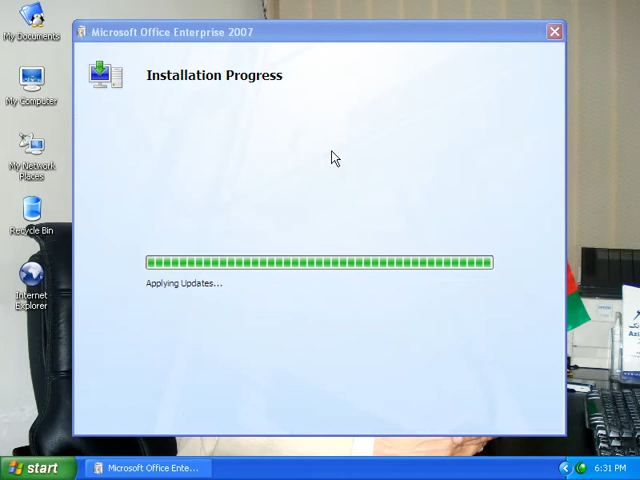 My Documents
My Computer
My Network
Places
Recycle Bin
Internet
Explorer
Microsoft Office Enterprise 2007
Installation Progress
Applying Updates...
start
Microsoft Office Ente...
6:31 PM